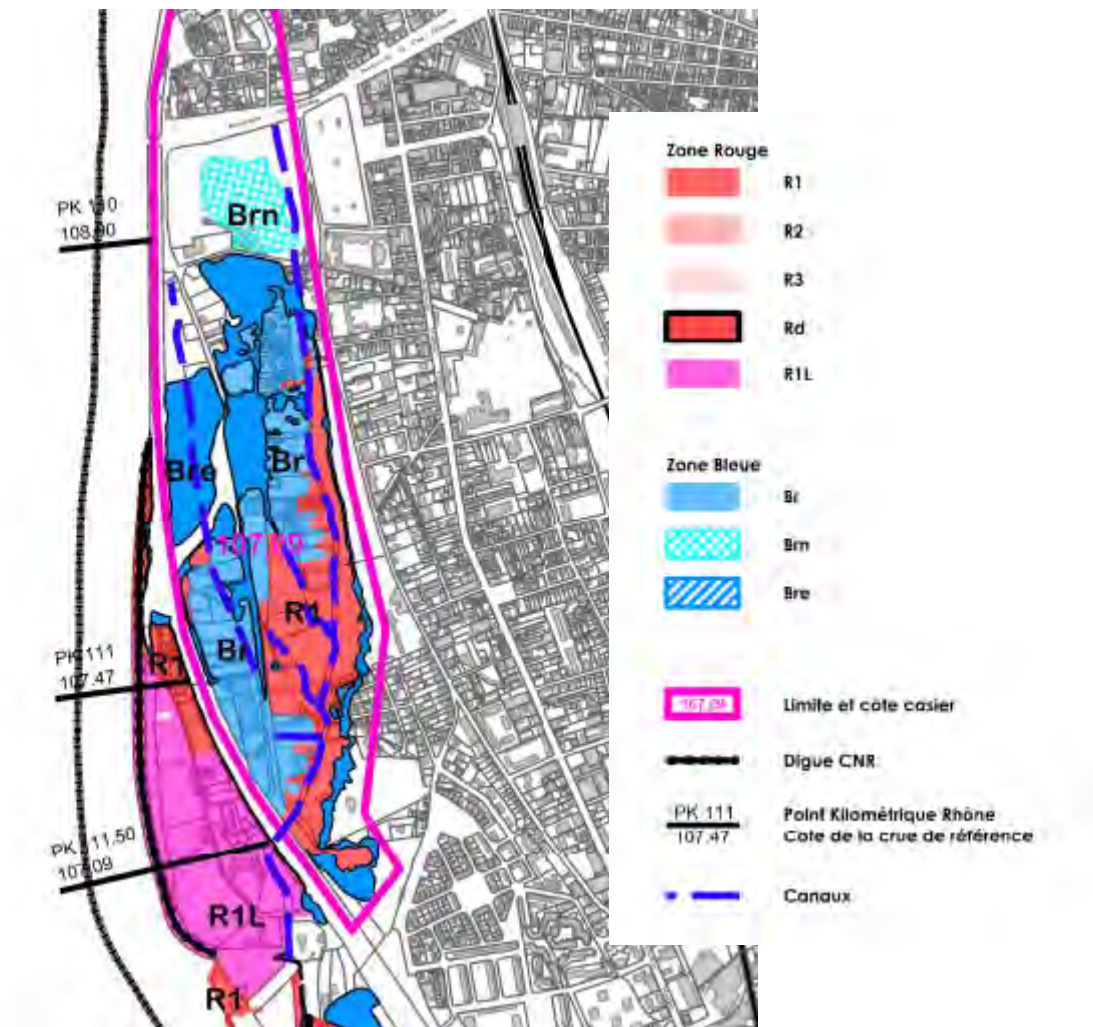 Brn
PK 110
108.00
Bre
Br
107.09
R1
Br
R1
PK 111
107.47
PK 111.50
107.09
R1L
R1
Zone Rouge
R1
R2
R3
Rd
R1L
Zone Bleue
Br
Brn
Bre
107.09
Limite et côte casier
Digue CNR
PK 111
107.47
Point Kilométrique Rhône
Cote de la crue de référence
Canaux